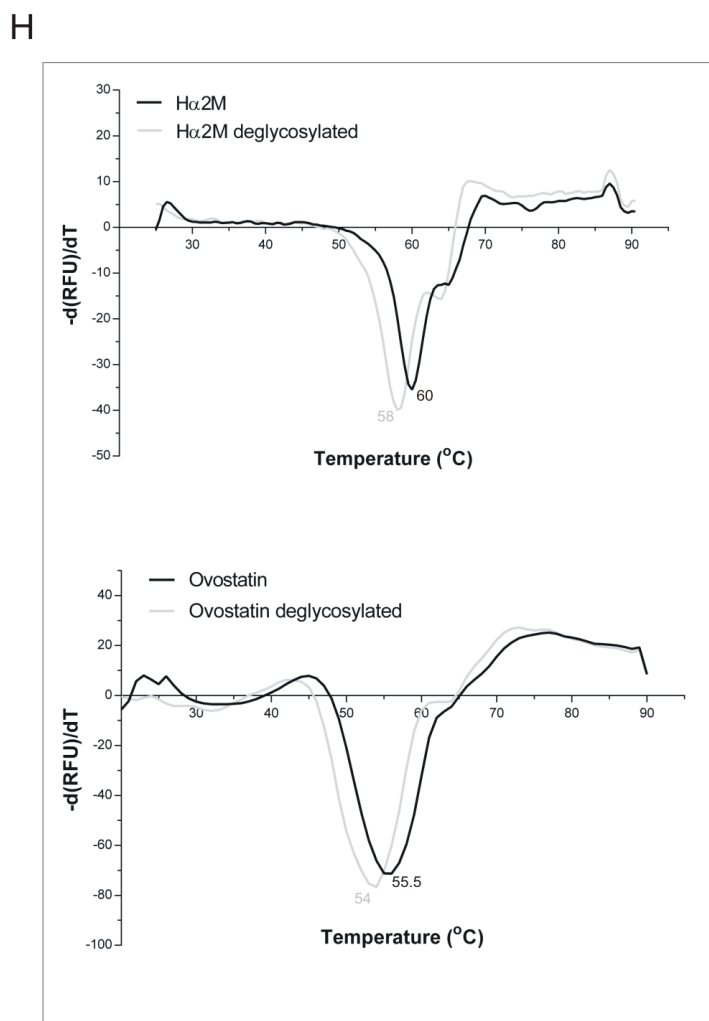 H
Hα2M
Hα2M deglycosylated
30
20
10
0
-10
-20
-30
-40
-50
30 40 50 60 70 80 90
-d(RFU)/dT
58
60
Temperature (°C)
Ovostatin
Ovostatin deglycosylated
40
20
0
-20
-40
-60
-80
-100
30 40 50 60 70 80 90
-d(RFU)/dT
54
55.5
Temperature (°C)